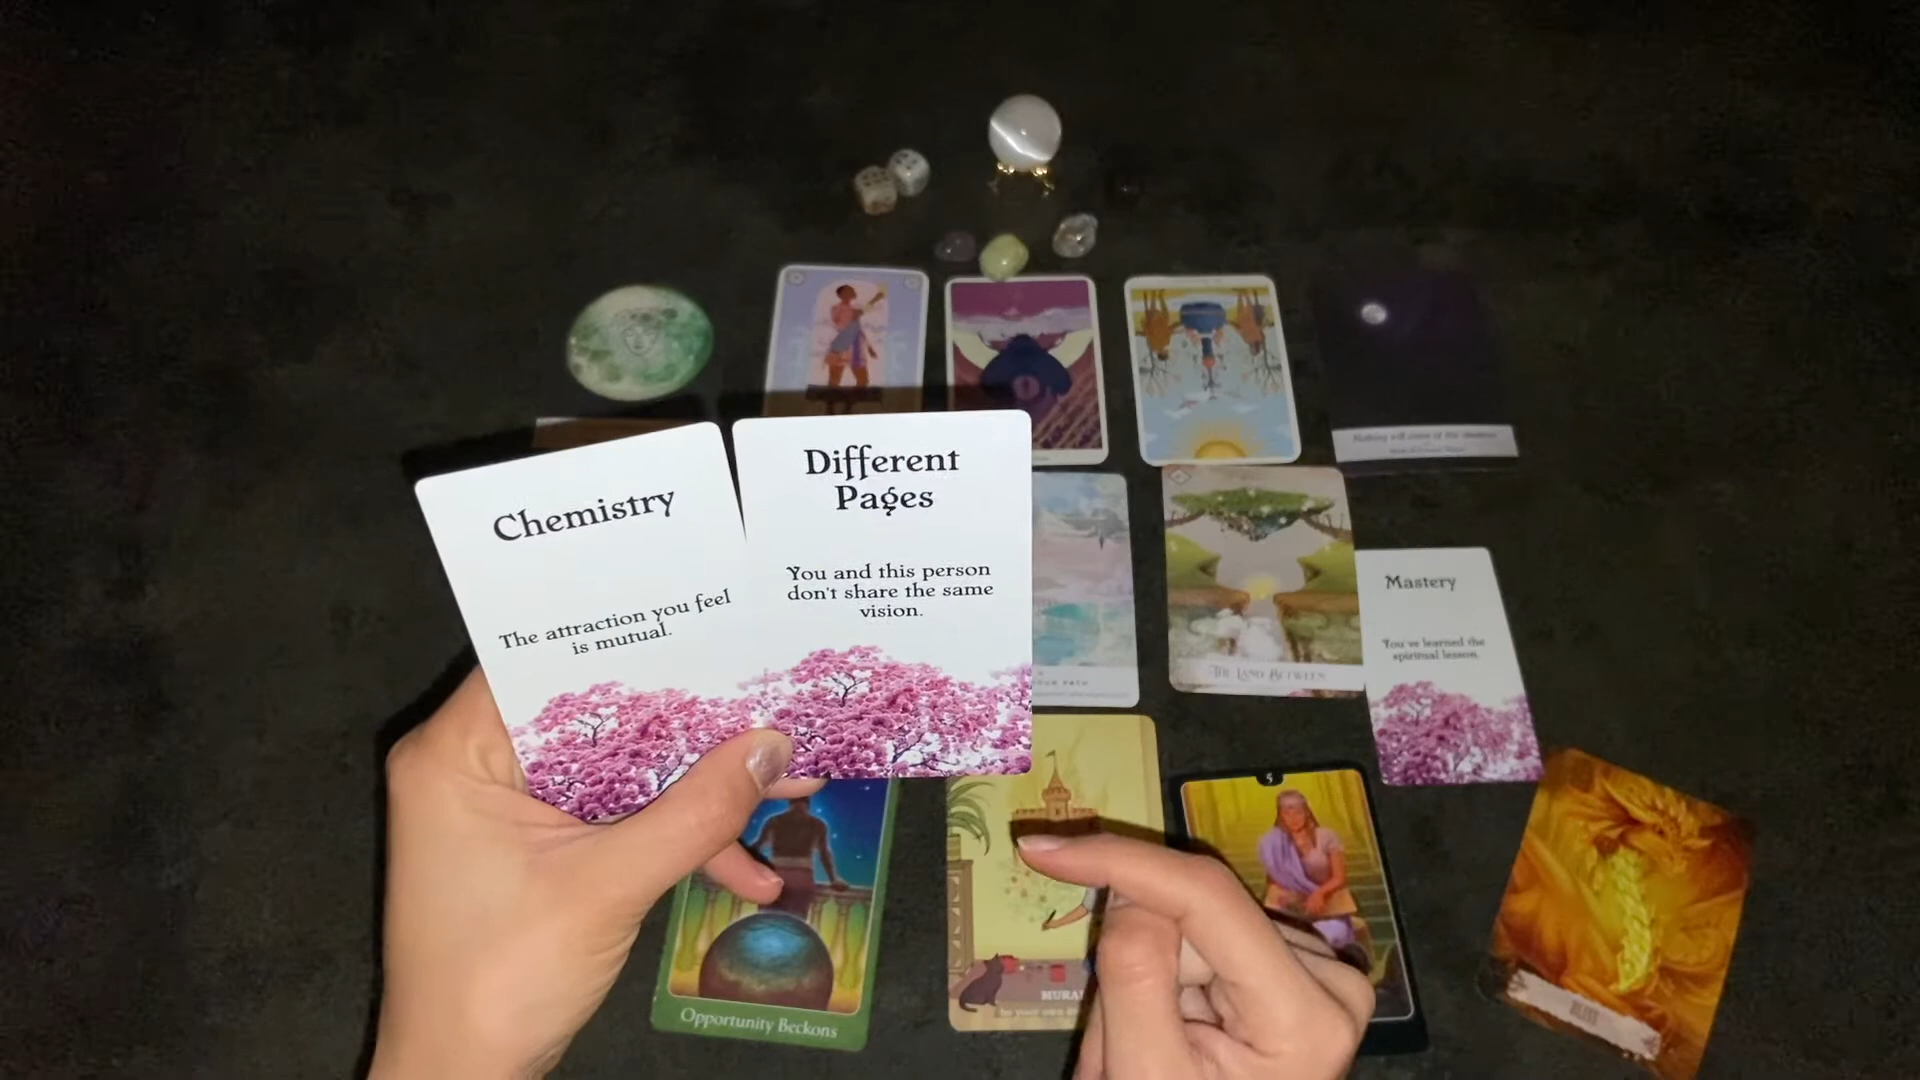 Chemistry
The attraction you feel
is mutual.
Different
Pages
You and this person
don't share the same
vision.
The Land Between
Mastery
You've learned the
spiritual lesson.
Opportunity Beckons
5